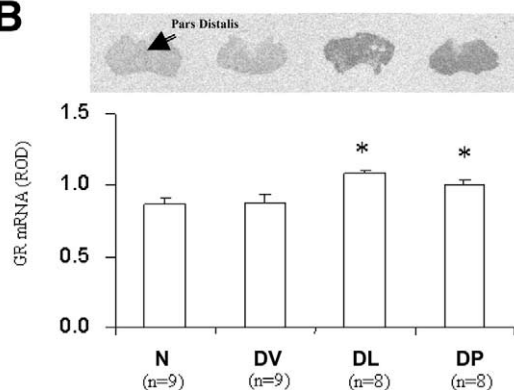 B
Pars Distalis
GR mRNA (ROD)
1.5
1.0
0.5
0.0
*
*
N DV DL DP
(n=9) (n=9) (n=8) (n=8)